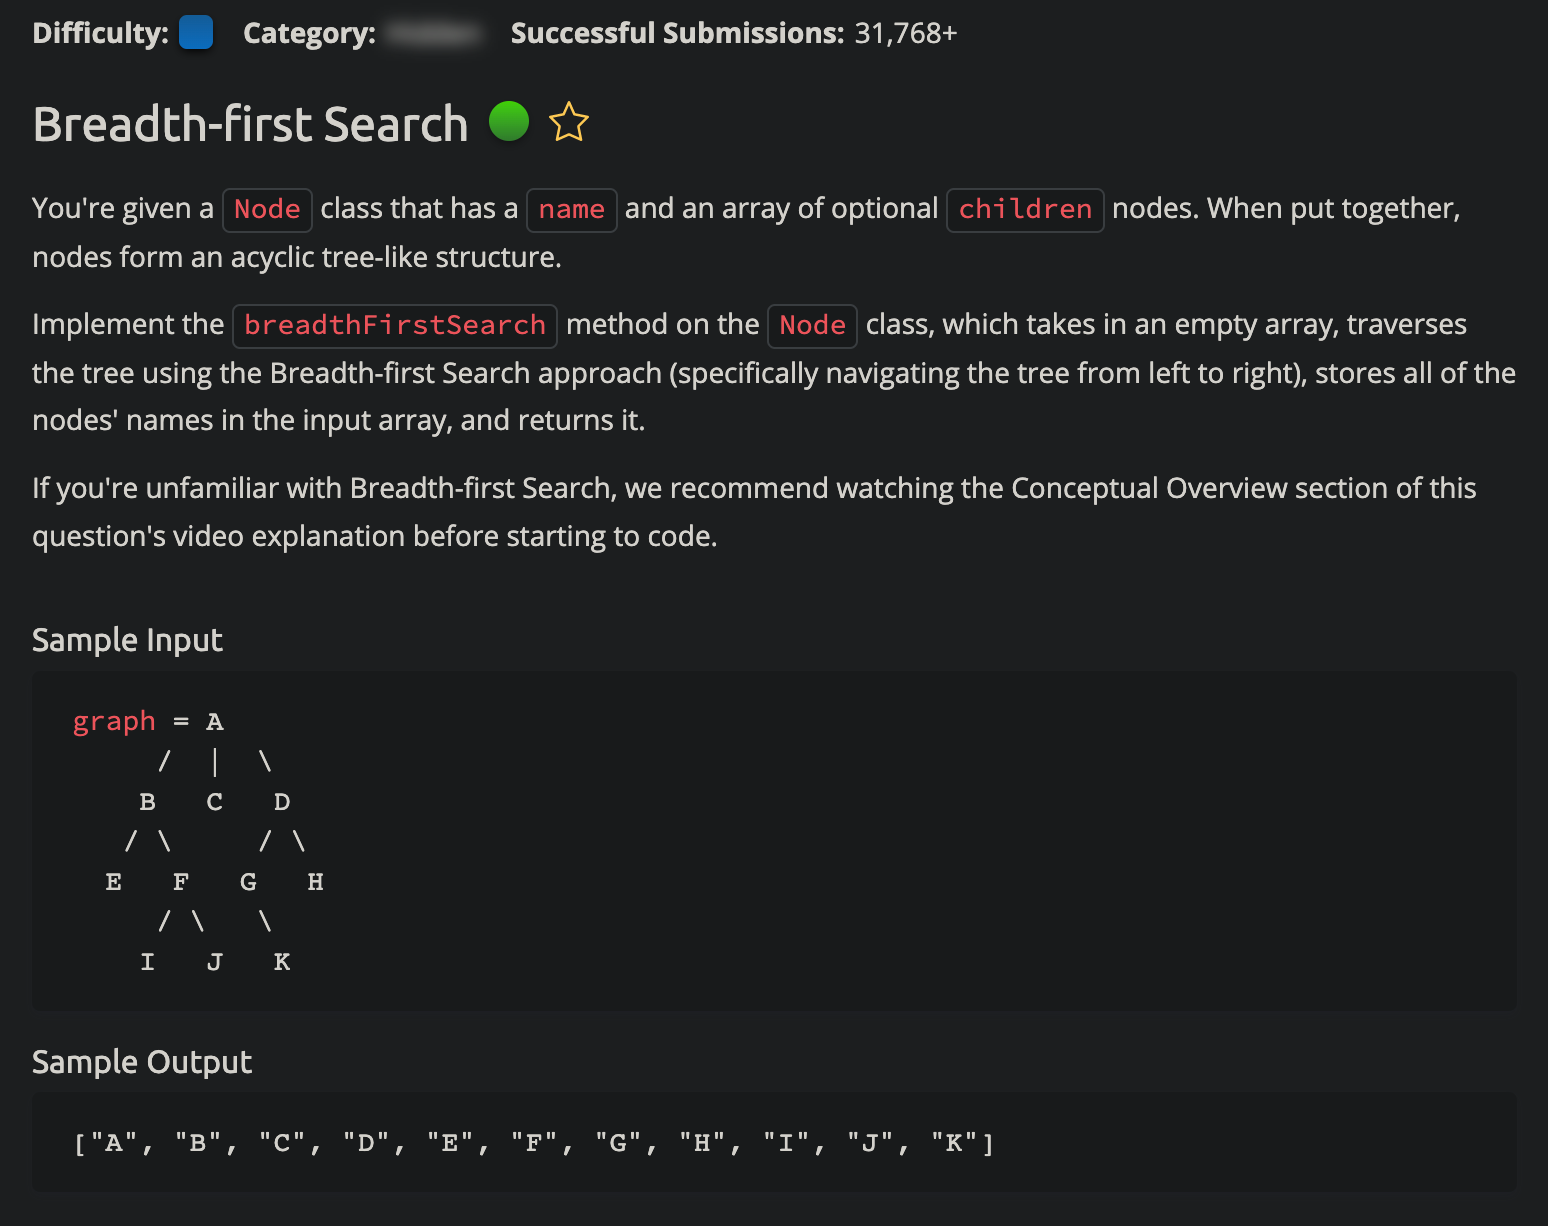 Difficulty: Category: Successful Submissions: 31,768+
Breadth-first Search
You're given a Node class that has a name and an array of optional children nodes. When put together,
nodes form an acyclic tree-like structure.
Implement the breadthFirstSearch method on the Node class, which takes in an empty array, traverses
the tree using the Breadth-first Search approach (specifically navigating the tree from left to right), stores all of the
nodes' names in the input array, and returns it.
If you're unfamiliar with Breadth-first Search, we recommend watching the Conceptual Overview section of this
question's video explanation before starting to code.
Sample Input
graph = A
/ | \
B C D
/ \ / \
E F G H
/ \ \
I J K
Sample Output
["A", "B", "C", "D", "E", "F", "G", "H", "I", "J", "K"]